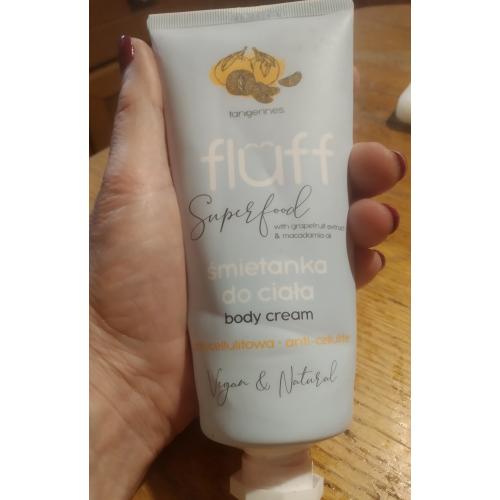 tangerines
fluff
Superfood
with grapefruit extract
& macadamia oil
śmietanka
do ciała
body cream
antycellulitowa • anti-cellulite
Vegan & Natural